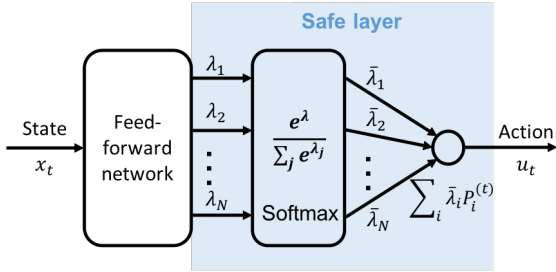 Safe layer
State
x_t
Feed-
forward
network
λ_1
λ_2
⋮
λ_N
e^λ / ∑_j e^{λ_j}
Softmax
λ̄_1
λ̄_2
⋮
λ̄_N
∑_i λ̄_i P_i^{(t)}
Action
u_t